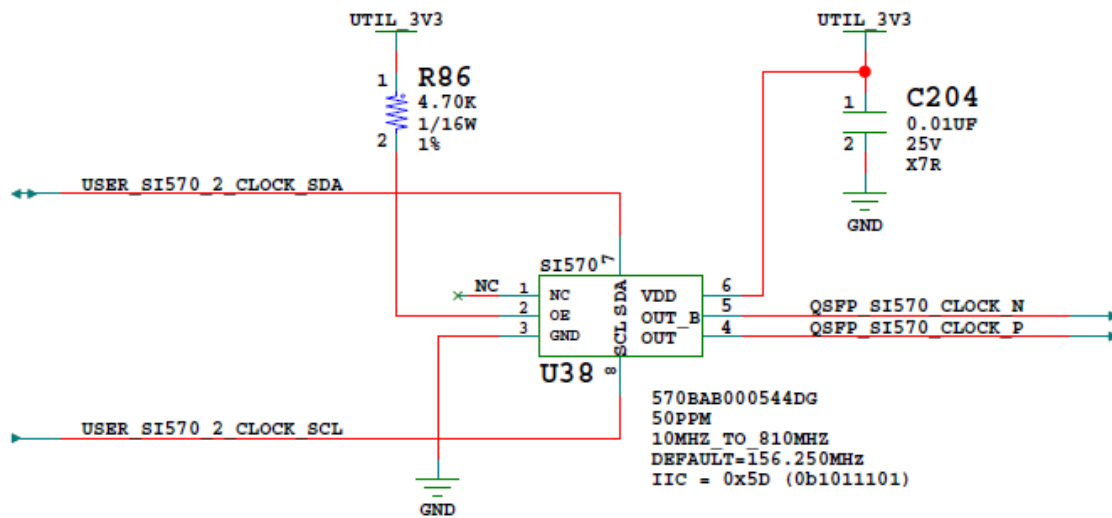 UTIL_3V3
UTIL_3V3
1
R86
4.70K
1/16W
1%
2
1
C204
0.01UF
25V
X7R
2
GND
USER_SI570_2_CLOCK_SDA
SI570
7
NC
1
NC
SDA
VDD
6
2
OE
OUT_B
5
QSFP_SI570_CLOCK_N
3
GND
SCL
OUT
4
QSFP_SI570_CLOCK_P
U38
8
570BAB000544DG
50PPM
10MHZ_TO_810MHZ
DEFAULT=156.250MHz
IIC = 0x5D (0b1011101)
USER_SI570_2_CLOCK_SCL
GND